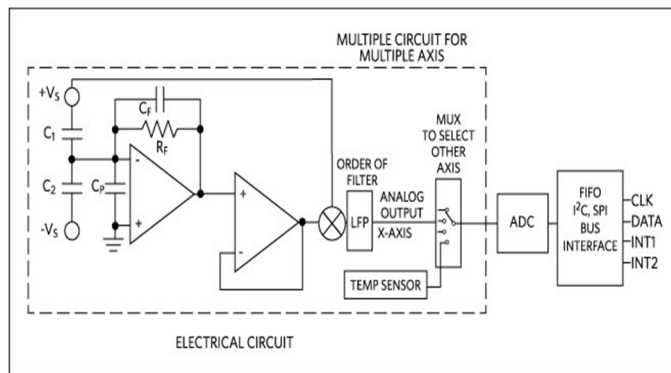 MULTIPLE CIRCUIT FOR
MULTIPLE AXIS
+VS
C1
C2
-VS
CP
CF
RF
-
+
+
-
ORDER OF
FILTER
LFP
ANALOG
OUTPUT
X-AXIS
MUX
TO SELECT
OTHER
AXIS
TEMP SENSOR
ADC
FIFO
I²C, SPI
BUS
INTERFACE
CLK
DATA
INT1
INT2
ELECTRICAL CIRCUIT